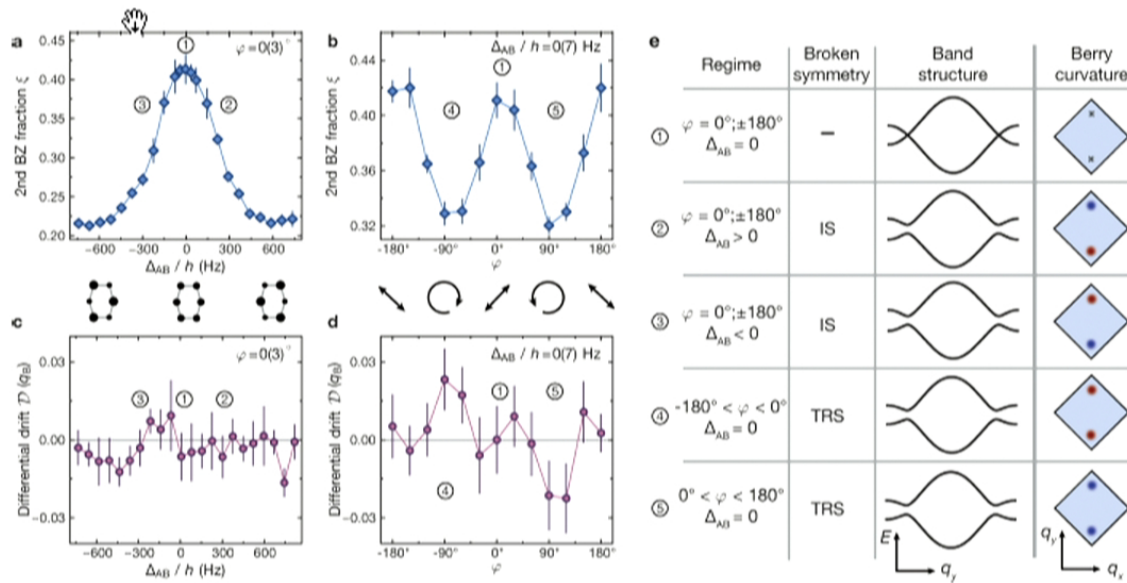 a
φ=0(3)°
①
③
②
0.45
0.40
0.35
0.30
0.25
0.20
2nd BZ fraction ξ
−600 −300 0 300 600
Δ_AB / h (Hz)
b
Δ_AB / h=0(7) Hz
①
④
⑤
0.44
0.40
0.36
0.32
2nd BZ fraction ξ
-180° -90° 0° 90° 180°
φ
c
φ=0(3)°
③
①
②
0.03
0.00
−0.03
Differential drift D (q_B)
−600 −300 0 300 600
Δ_AB / h (Hz)
d
Δ_AB / h=0(7) Hz
①
⑤
④
0.03
0.00
−0.03
Differential drift D (q_B)
-180° -90° 0° 90° 180°
φ
e
Regime
Broken
symmetry
Band
structure
Berry
curvature
①
φ = 0°;±180°
Δ_AB = 0
–
②
φ = 0°;±180°
Δ_AB > 0
IS
③
φ = 0°;±180°
Δ_AB < 0
IS
④
-180° < φ < 0°
Δ_AB = 0
TRS
⑤
0° < φ < 180°
Δ_AB = 0
TRS
E
q_y
q_y
q_x